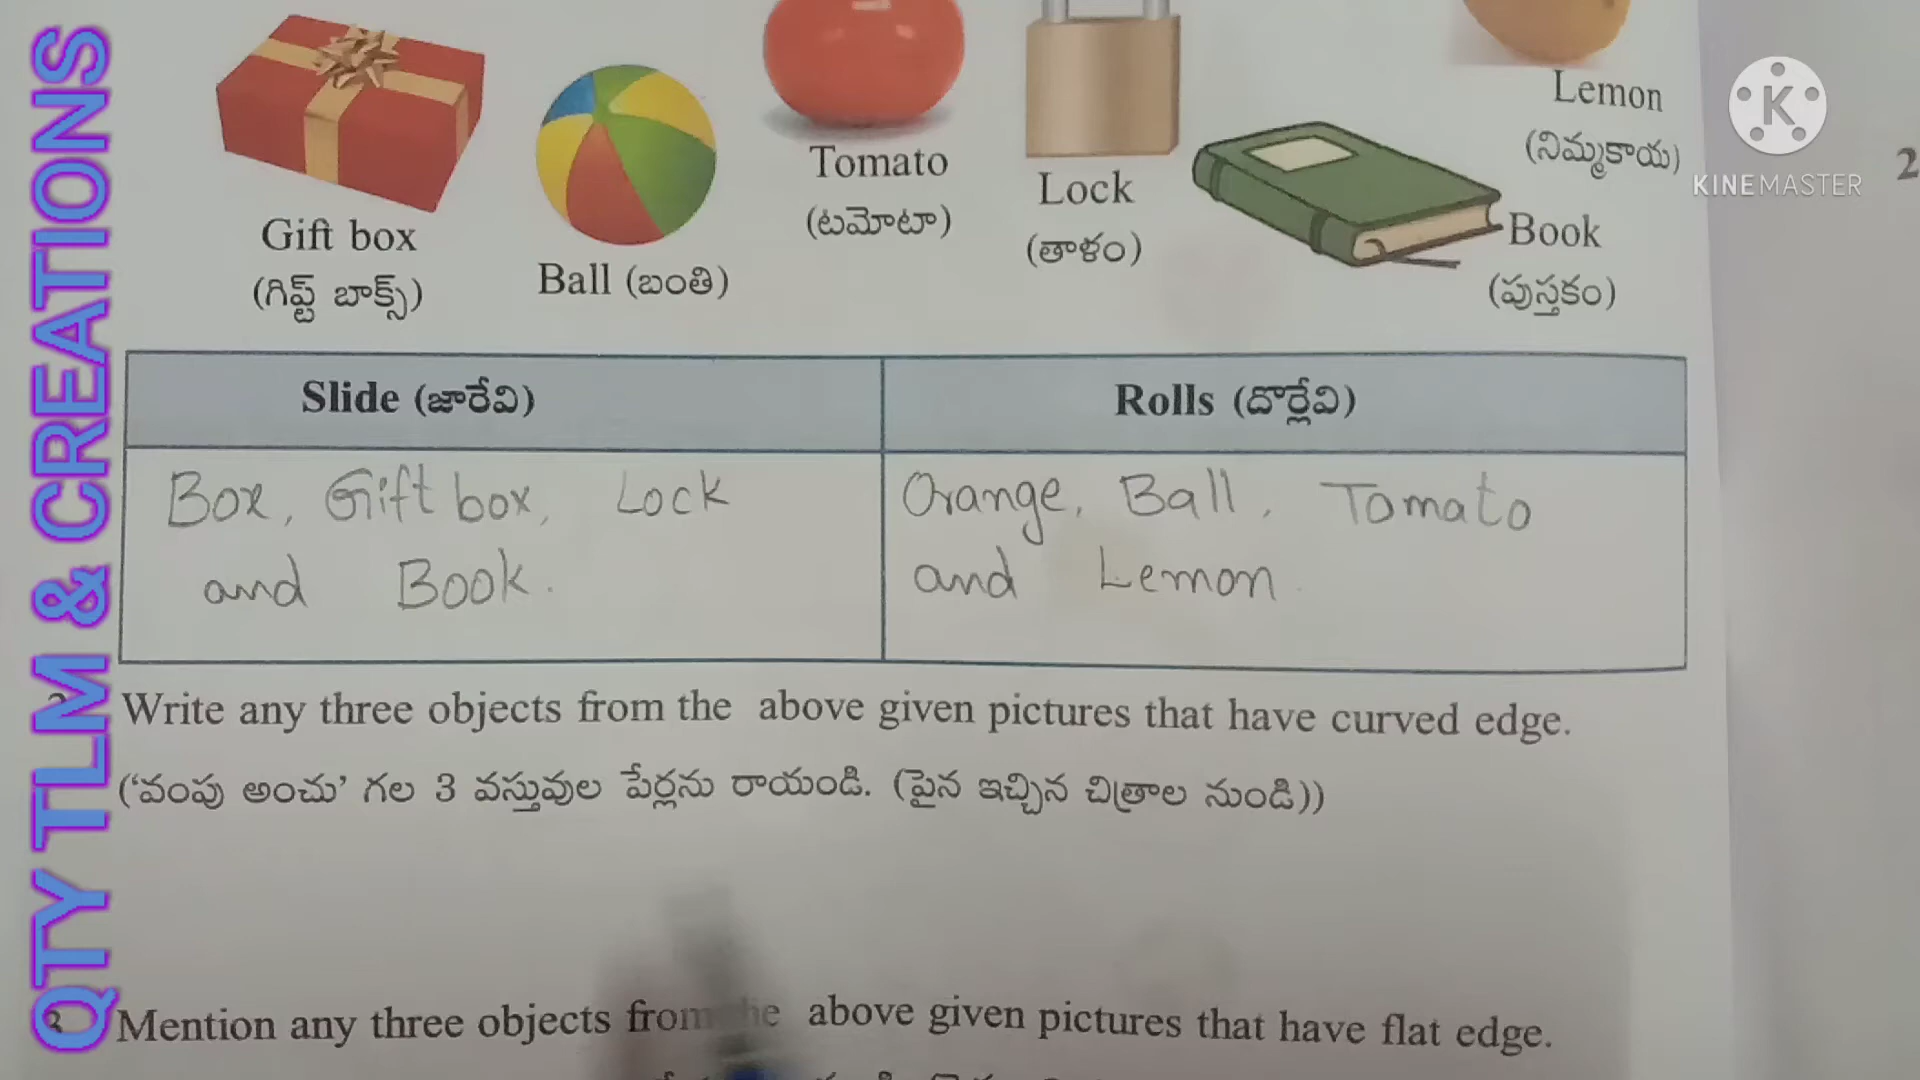 QTY TLM & CREATIONS
Lemon
(నిమ్మకాయ)
KINEMASTER
2
Tomato
(టమోటా)
Lock
(తాళం)
Gift box
(గిఫ్ట్ బాక్స్)
Ball (బంతి)
Book
(పుస్తకం)
Slide (జారేవి)
Rolls (దొర్లేవి)
Box, Gift box, Lock
and Book.
Orange, Ball, Tomato
and Lemon
Write any three objects from the above given pictures that have curved edge.
('వంపు అంచు' గల 3 వస్తువుల పేర్లను రాయండి. (పైన ఇచ్చిన చిత్రాల నుండి))
3 Mention any three objects from the above given pictures that have flat edge.